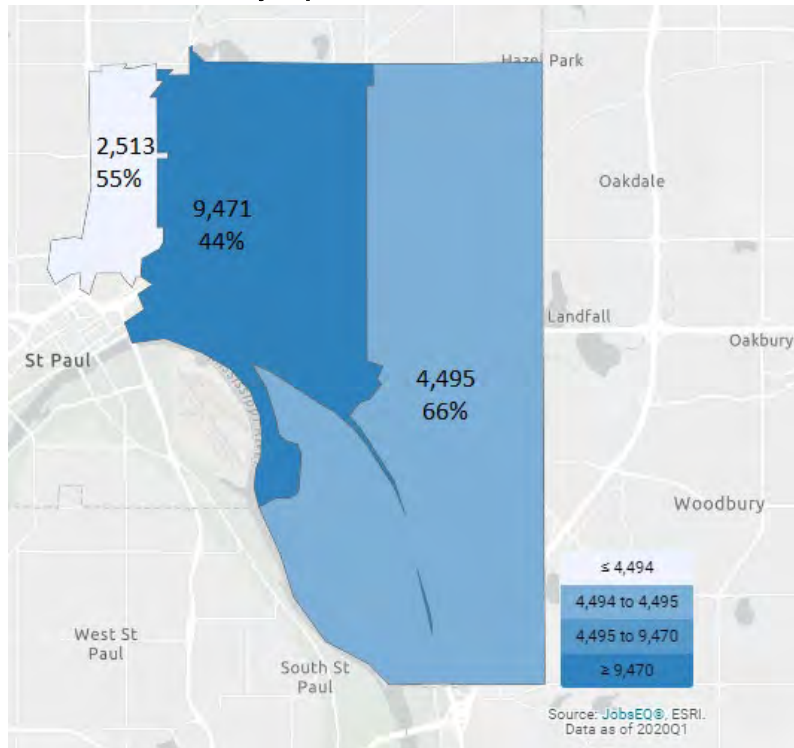 Hazel Park
2,513
55%
Oakdale
9,471
44%
Landfall
Oakbury
St Paul
4,495
66%
Woodbury
≤ 4,494
4,494 to 4,495
4,495 to 9,470
≥ 9,470
West St
Paul
South St
Paul
Source: JobsEQ®, ESRI.
Data as of 2020Q1